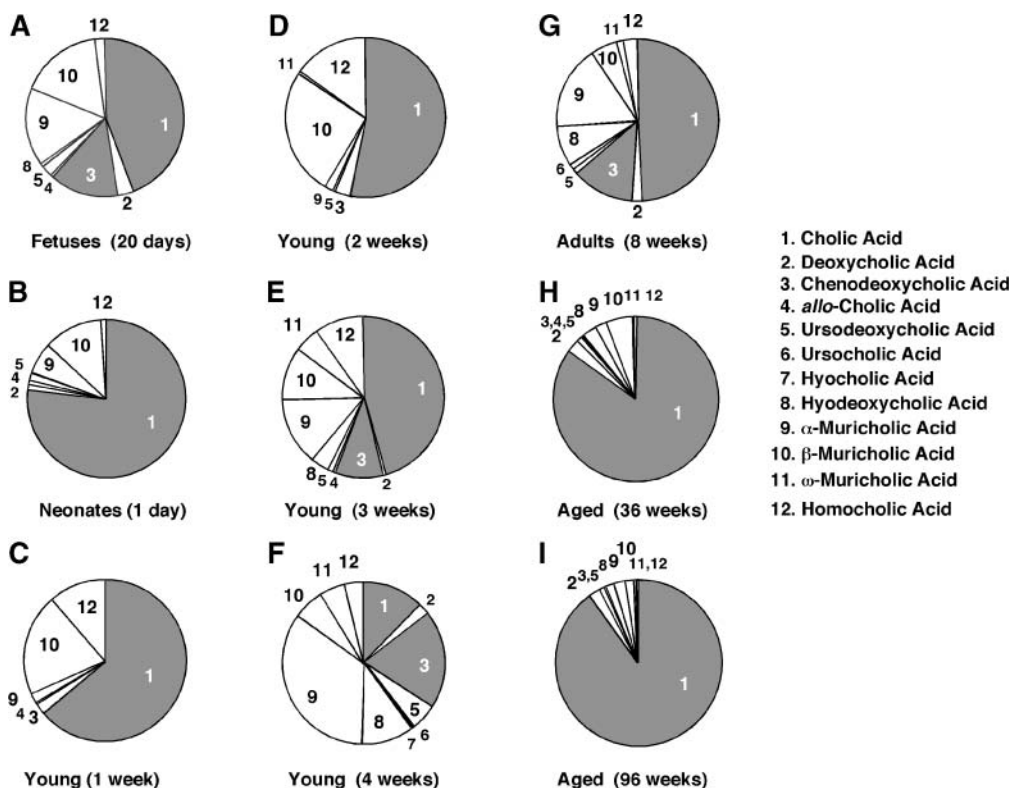 A
12
10
1
9
8
5
4
3
2
Fetuses (20 days)
B
12
10
5
9
4
2
1
Neonates (1 day)
C
12
10
1
9
4
3
Young (1 week)
D
11
12
1
10
9
5
3
Young (2 weeks)
E
11
12
10
1
9
8
5
4
3
2
Young (3 weeks)
F
12
11
10
1
2
3
9
5
8
6
7
Young (4 weeks)
G
12
11
10
9
1
8
6
5
3
2
Adults (8 weeks)
H
3,4,5
2
8
9
10
11
12
1
Aged (36 weeks)
I
2
3,5
8
9
10
11,12
1
Aged (96 weeks)
1. Cholic Acid
2. Deoxycholic Acid
3. Chenodeoxycholic Acid
4. allo-Cholic Acid
5. Ursodeoxycholic Acid
6. Ursocholic Acid
7. Hyocholic Acid
8. Hyodeoxycholic Acid
9. α-Muricholic Acid
10. β-Muricholic Acid
11. ω-Muricholic Acid
12. Homocholic Acid